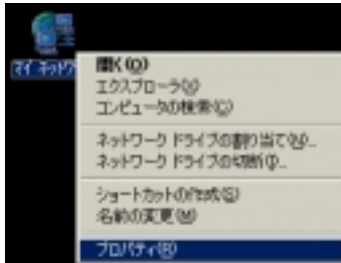 マイ ネットワ
開く(O)
エクスプローラ(X)
コンピュータの検索(C)...
ネットワーク ドライブの割り当て(N)...
ネットワーク ドライブの切断(D)...
ショートカットの作成(S)
名前の変更(M)
プロパティ(R)